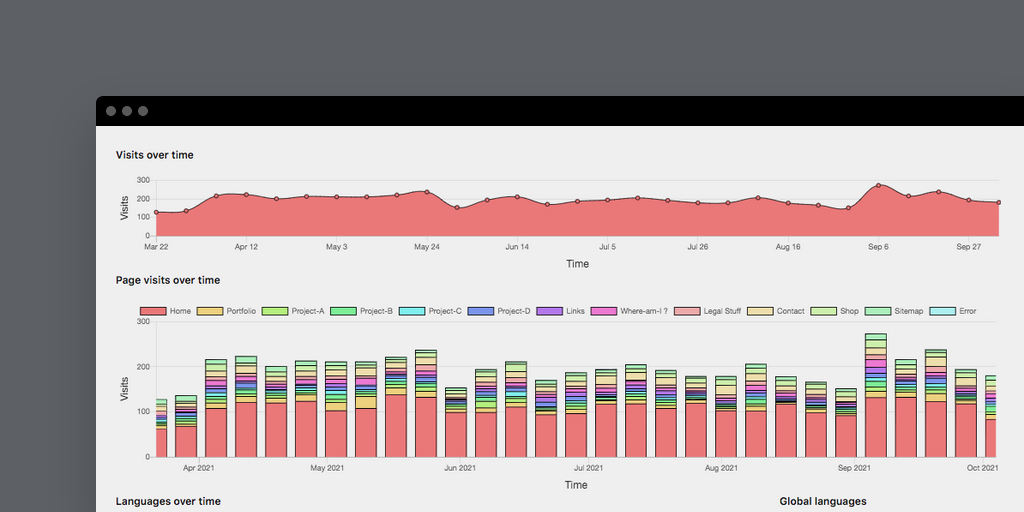 Visits over time
300
200
100
0
Visits
Mar 22 Apr 12 May 3 May 24 Jun 14 Jul 5 Jul 26 Aug 16 Sep 6 Sep 27
Time
Page visits over time
Home Portfolio Project-A Project-B Project-C Project-D Links Where-am-I ? Legal Stuff Contact Shop Sitemap Error
300
200
100
0
Visits
Apr 2021 May 2021 Jun 2021 Jul 2021 Aug 2021 Sep 2021 Oct 2021
Time
Languages over time Global languages